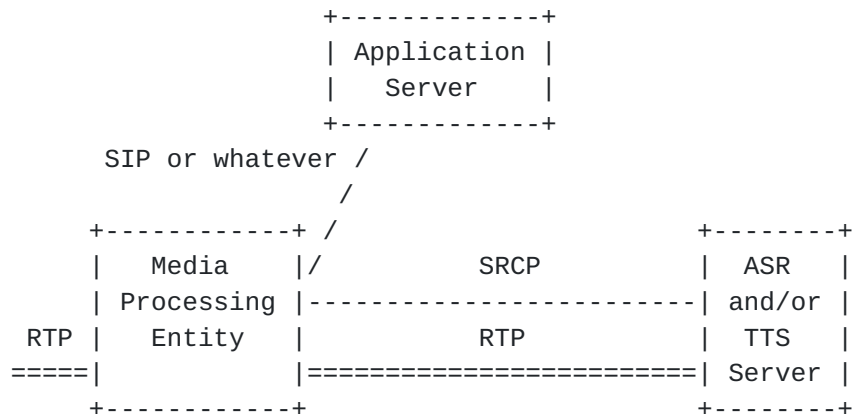 Application
Server
SIP or whatever
Media SRCP ASR
Processing and/or
RTP Entity RTP TTS
Server